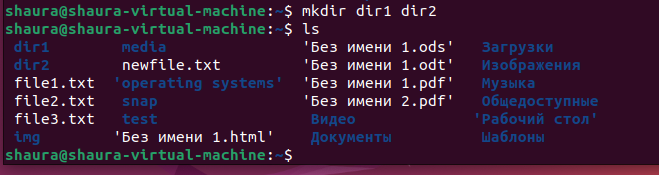 shaura@shaura-virtual-machine:~$ mkdir dir1 dir2
shaura@shaura-virtual-machine:~$ ls
dir1 media 'Без имени 1.ods' Загрузки
dir2 newfile.txt 'Без имени 1.odt' Изображения
file1.txt 'operating systems' 'Без имени 1.pdf' Музыка
file2.txt snap 'Без имени 2.pdf' Общедоступные
file3.txt test Видео 'Рабочий стол'
img 'Без имени 1.html' Документы Шаблоны
shaura@shaura-virtual-machine:~$